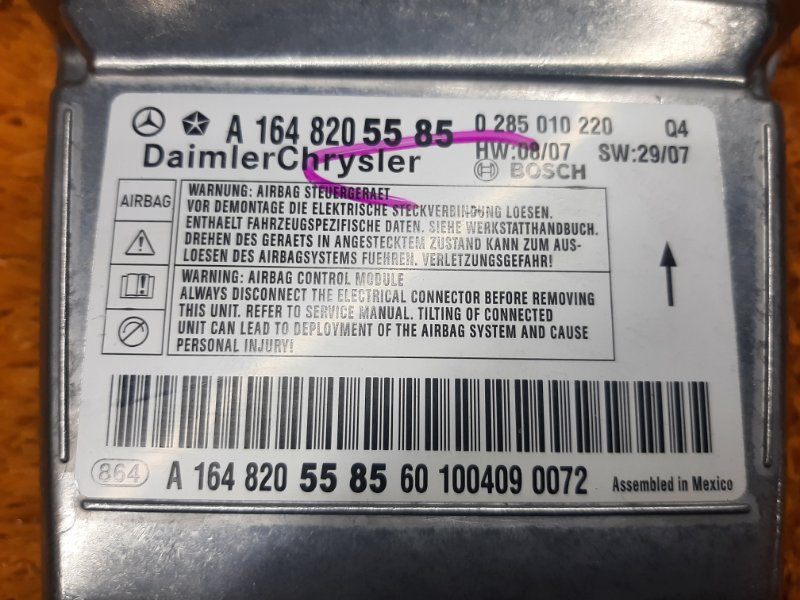 A 164 820 55 85 0 285 010 220 Q4
DaimlerChrysler HW:08/07 SW:29/07
BOSCH
AIRBAG
WARNUNG: AIRBAG STEUERGERAET
VOR DEMONTAGE DIE ELEKTRISCHE STECKVERBINDUNG LOESEN.
ENTHAELT FAHRZEUGSPEZIFISCHE DATEN. SIEHE WERKSTATTHANDBUCH.
DREHEN DES GERAETS IN ANGESTECKTEM ZUSTAND KANN ZUM AUS-
LOESEN DES AIRBAGSYSTEMS FUEHREN. VERLETZUNGSGEFAHR!
WARNING: AIRBAG CONTROL MODULE
ALWAYS DISCONNECT THE ELECTRICAL CONNECTOR BEFORE REMOVING
THIS UNIT. REFER TO SERVICE MANUAL. TILTING OF CONNECTED
UNIT CAN LEAD TO DEPLOYMENT OF THE AIRBAG SYSTEM AND CAUSE
PERSONAL INJURY!
864 A 164 820 55 85 60 100409 0072 Assembled in Mexico